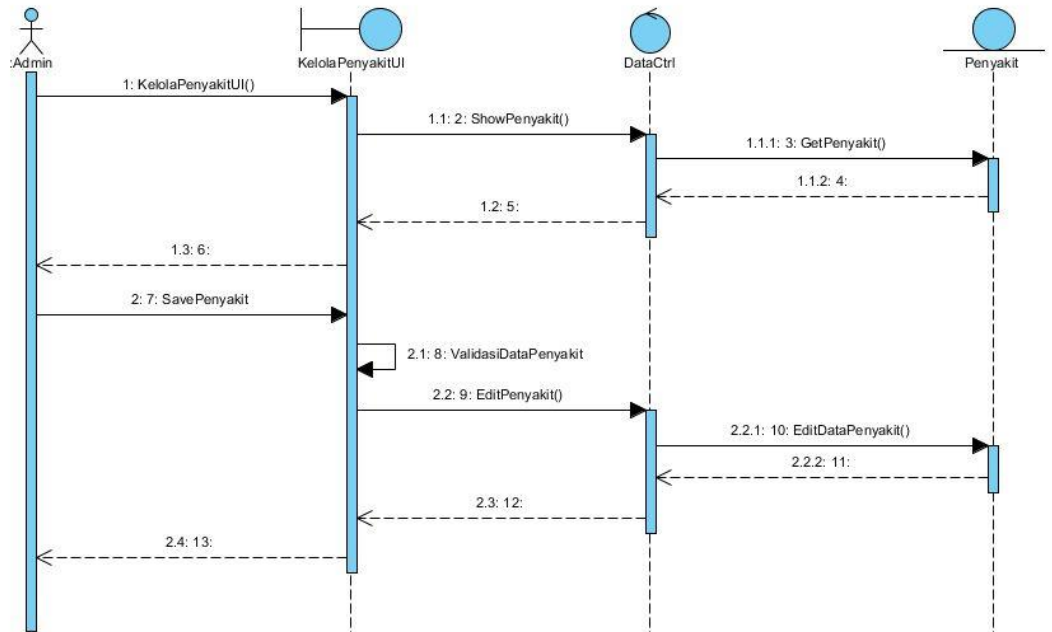 :Admin
KelolaPenyakitUI
DataCtrl
Penyakit
1: KelolaPenyakitUI()
1.1: 2: ShowPenyakit()
1.1.1: 3: GetPenyakit()
1.1.2: 4:
1.2: 5:
1.3: 6:
2: 7: SavePenyakit
2.1: 8: ValidasiDataPenyakit
2.2: 9: EditPenyakit()
2.2.1: 10: EditDataPenyakit()
2.2.2: 11:
2.3: 12:
2.4: 13: